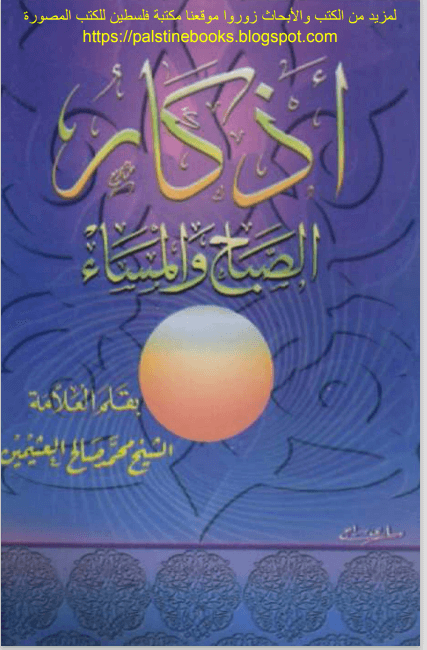 لمزيد من الكتب والأبحاث زوروا موقعنا مكتبة فلسطين للكتب المصورة
https://palstinebooks.blogspot.com
أذكار
الصباح والمساء
بقلم العلامة
الشيخ محمد صالح العثيمين